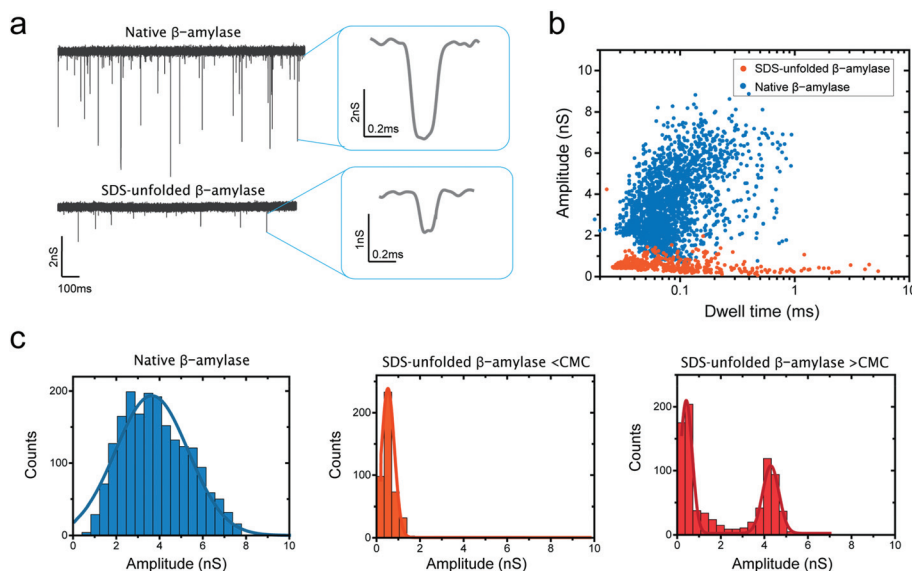 a
Native β-amylase
2nS
0.2ms
SDS-unfolded β-amylase
2nS
100ms
1nS
0.2ms
b
SDS-unfolded β-amylase
Native β-amylase
Amplitude (nS)
10
8
6
4
2
0
0.1
1
10
Dwell time (ms)
c
Native β-amylase
Counts
200
100
0
0
2
4
6
8
10
Amplitude (nS)
SDS-unfolded β-amylase <CMC
Counts
200
100
0
0
2
4
6
8
10
Amplitude (nS)
SDS-unfolded β-amylase >CMC
Counts
200
100
0
0
2
4
6
8
10
Amplitude (nS)